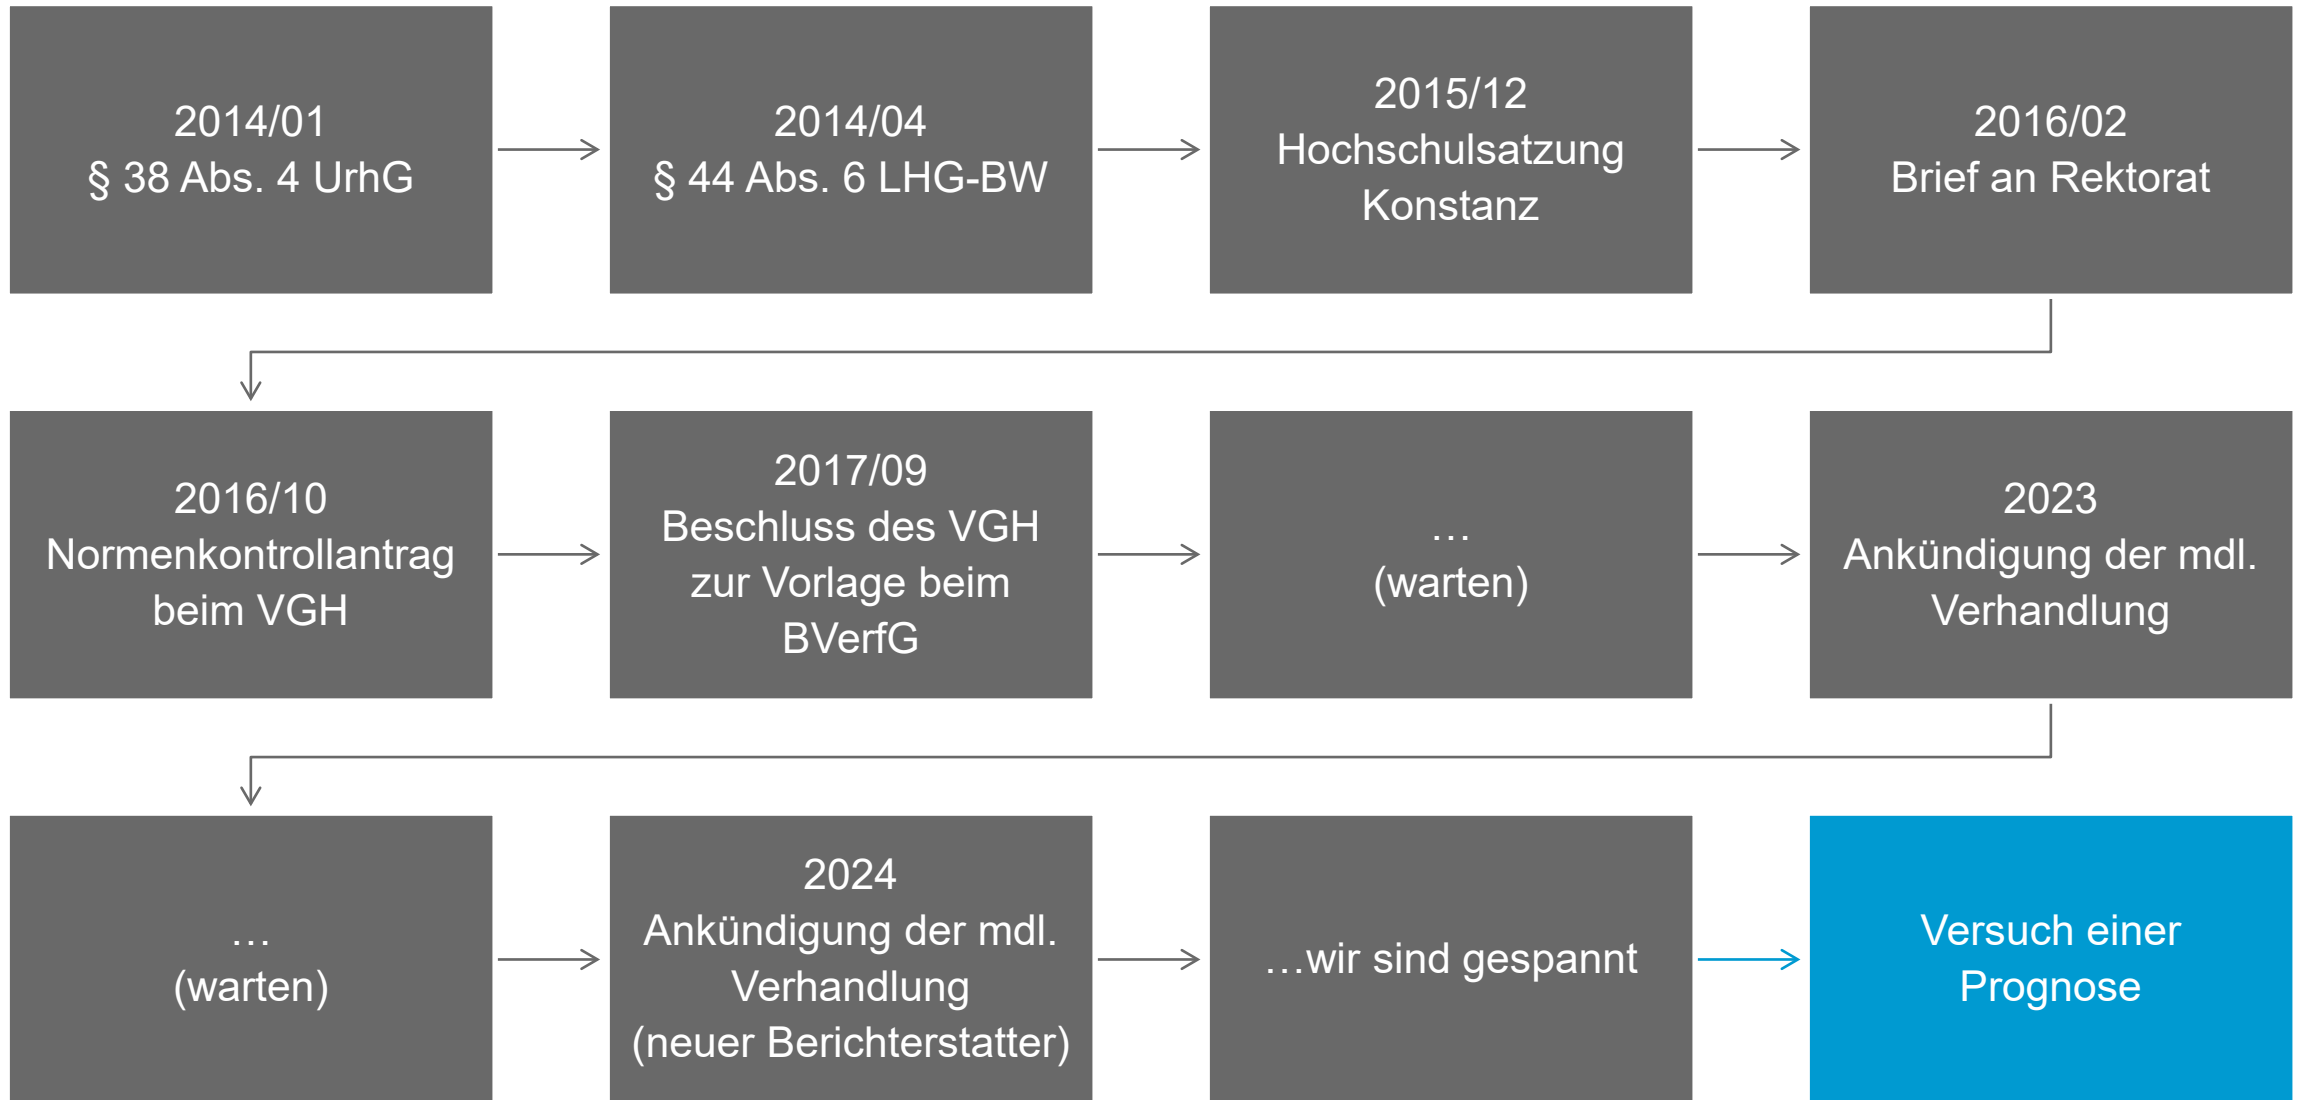 2014/01
§ 38 Abs. 4 UrhG
2014/04
§ 44 Abs. 6 LHG-BW
2015/12
Hochschulsatzung
Konstanz
2016/02
Brief an Rektorat
2016/10
Normenkontrollantrag
beim VGH
2017/09
Beschluss des VGH
zur Vorlage beim
BVerfG
…
(warten)
2023
Ankündigung der mdl.
Verhandlung
…
(warten)
2024
Ankündigung der mdl.
Verhandlung
(neuer Berichterstatter)
…wir sind gespannt
Versuch einer
Prognose